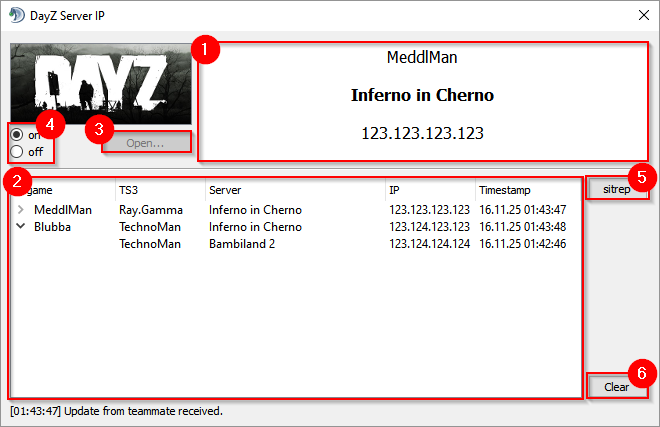 DayZ Server IP
DAYZ
1
MeddlMan
Inferno in Cherno
123.123.123.123
4
on
off
3
Open...
2
game TS3 Server IP Timestamp
MeddlMan Ray.Gamma Inferno in Cherno 123.123.123.123 16.11.25 01:43:47
Blubba TechnoMan Inferno in Cherno 123.124.123.123 16.11.25 01:43:48
TechnoMan Bambiland 2 123.124.124.124 16.11.25 01:42:46
5
sitrep
6
Clear
[01:43:47] Update from teammate received.